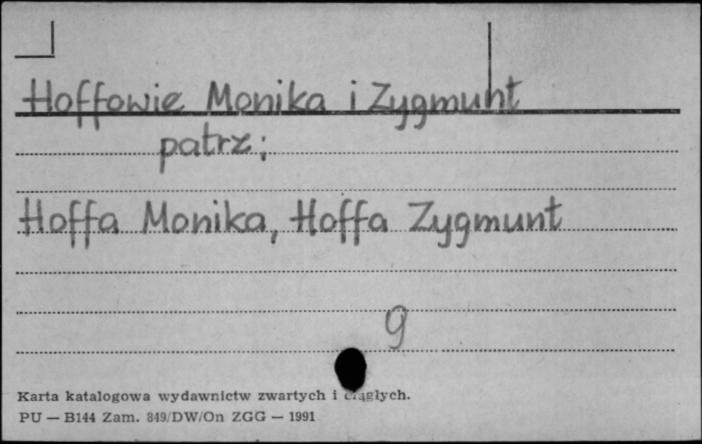 Hoffowie Monika i Zygmunt
patrz;
Hoffa Monika, Hoffa Zygmunt
g
Karta katalogowa wydawnictw zwartych i ciągłych.
PU — B144 Zam. 849/DW/On ZGG — 1991